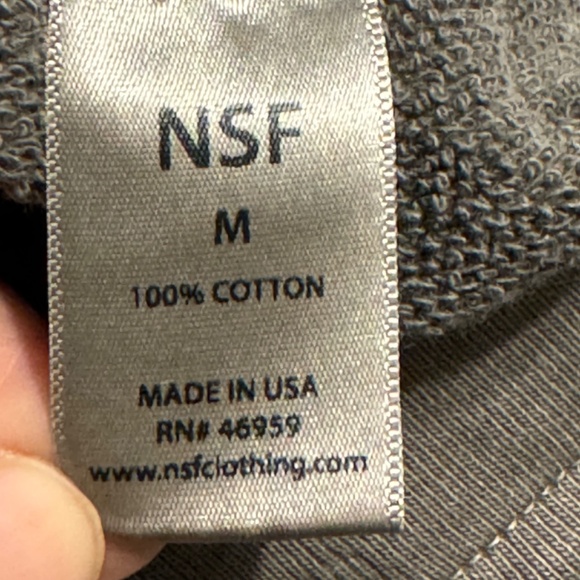 NSF
M
100% COTTON
MADE IN USA
RN# 46959
www.nsfclothing.com